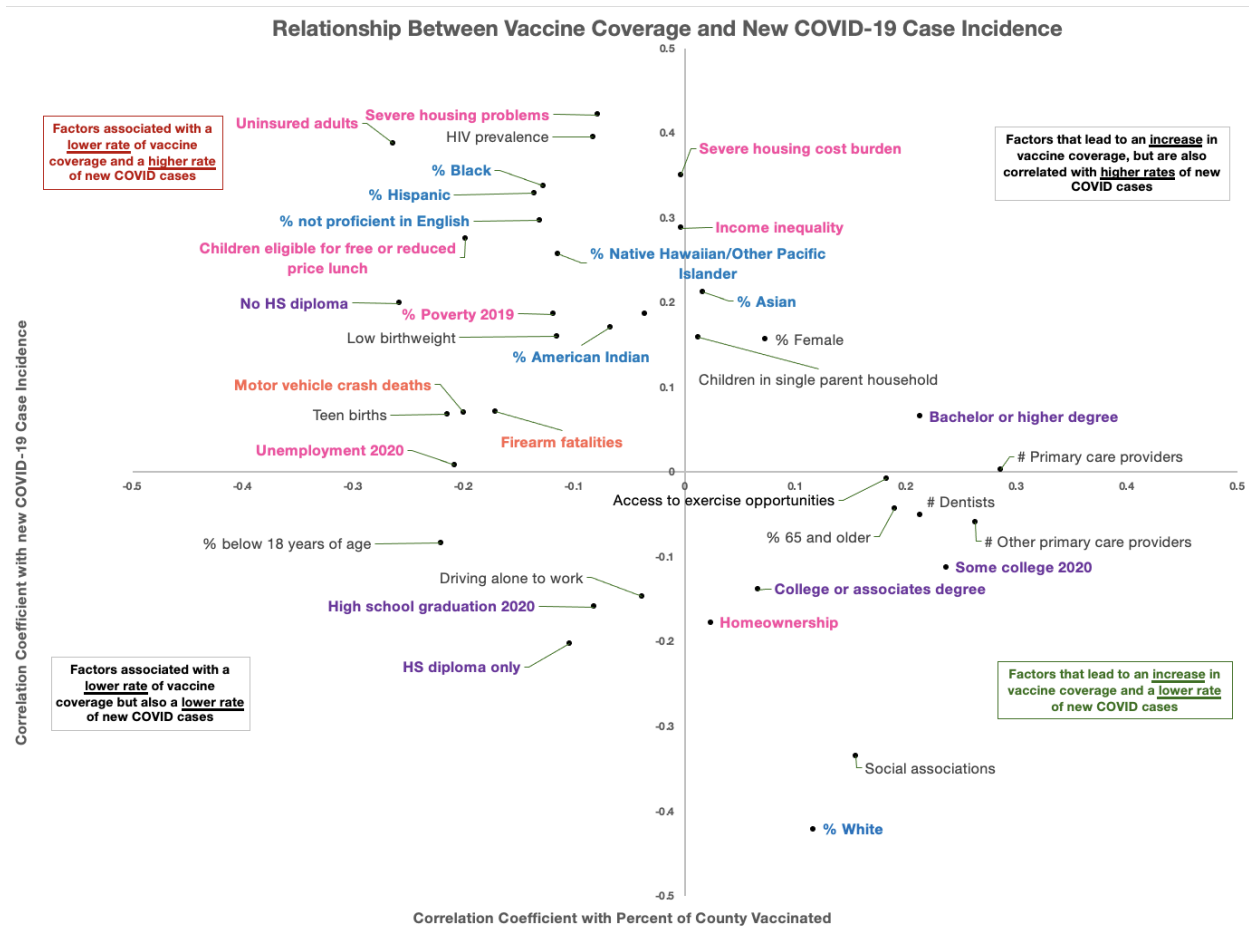 Relationship Between Vaccine Coverage and New COVID-19 Case Incidence
0.5
Factors associated with a
lower rate of vaccine
coverage and a higher rate
of new COVID cases
Uninsured adults
Severe housing problems
HIV prevalence
0.4
Factors that lead to an increase in
vaccine coverage, but are also
correlated with higher rates of new
COVID cases
Severe housing cost burden
% Black
% Hispanic
0.3
% not proficient in English
Income inequality
Children eligible for free or reduced
price lunch
% Native Hawaiian/Other Pacific
Islander
No HS diploma
0.2
% Asian
% Poverty 2019
Low birthweight
% Female
% American Indian
Children in single parent household
Motor vehicle crash deaths
0.1
Teen births
Bachelor or higher degree
Firearm fatalities
Unemployment 2020
# Primary care providers
0
-0.5
-0.4
-0.3
-0.2
-0.1
0
0.1
0.2
0.3
0.4
0.5
Access to exercise opportunities
# Dentists
% 65 and older
# Other primary care providers
% below 18 years of age
-0.1
Some college 2020
Driving alone to work
College or associates degree
High school graduation 2020
Homeownership
-0.2
HS diploma only
Factors associated with a
lower rate of vaccine
coverage but also a lower rate
of new COVID cases
Factors that lead to an increase in
vaccine coverage and a lower rate
of new COVID cases
-0.3
Social associations
-0.4
% White
-0.5
Correlation Coefficient with new COVID-19 Case Incidence
Correlation Coefficient with Percent of County Vaccinated